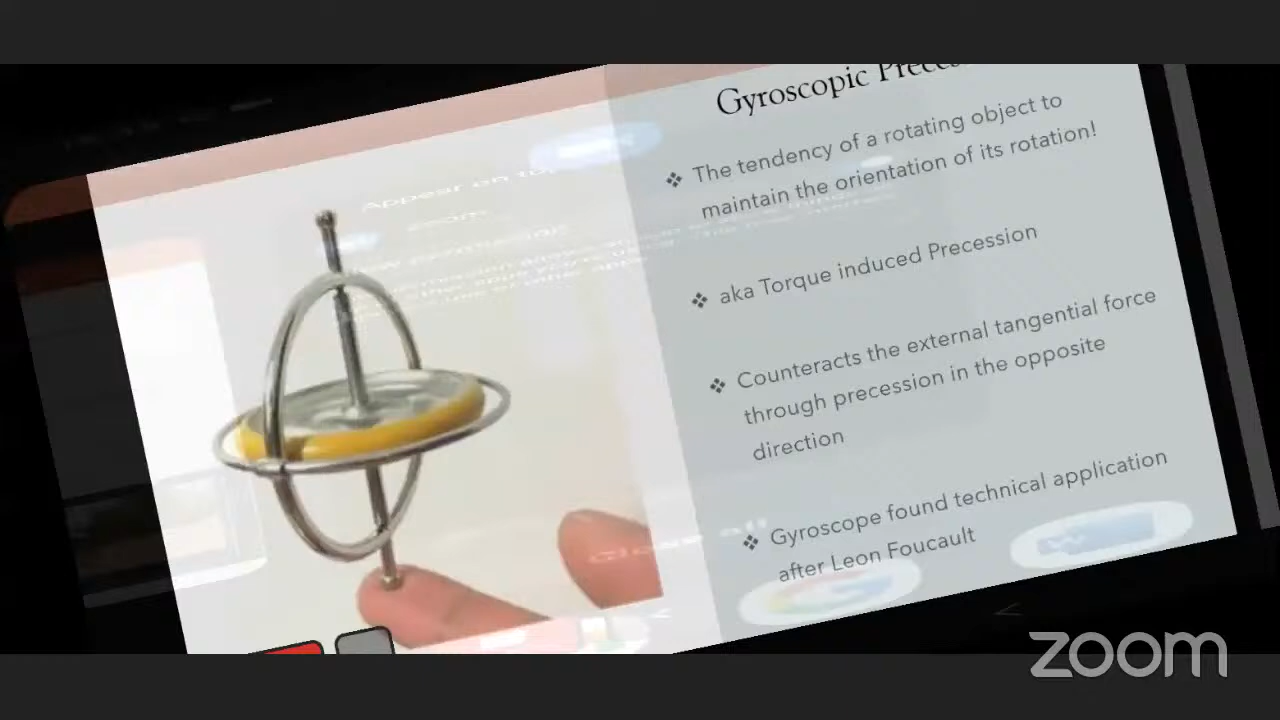 Gyroscopic
❖ The tendency of a rotating object to
maintain the orientation of its rotation!
❖ aka Torque induced Precession
❖ Counteracts the external tangential force
through precession in the opposite
direction
❖ Gyroscope found technical application
after Leon Foucault
Appear on top
zoom
zoom